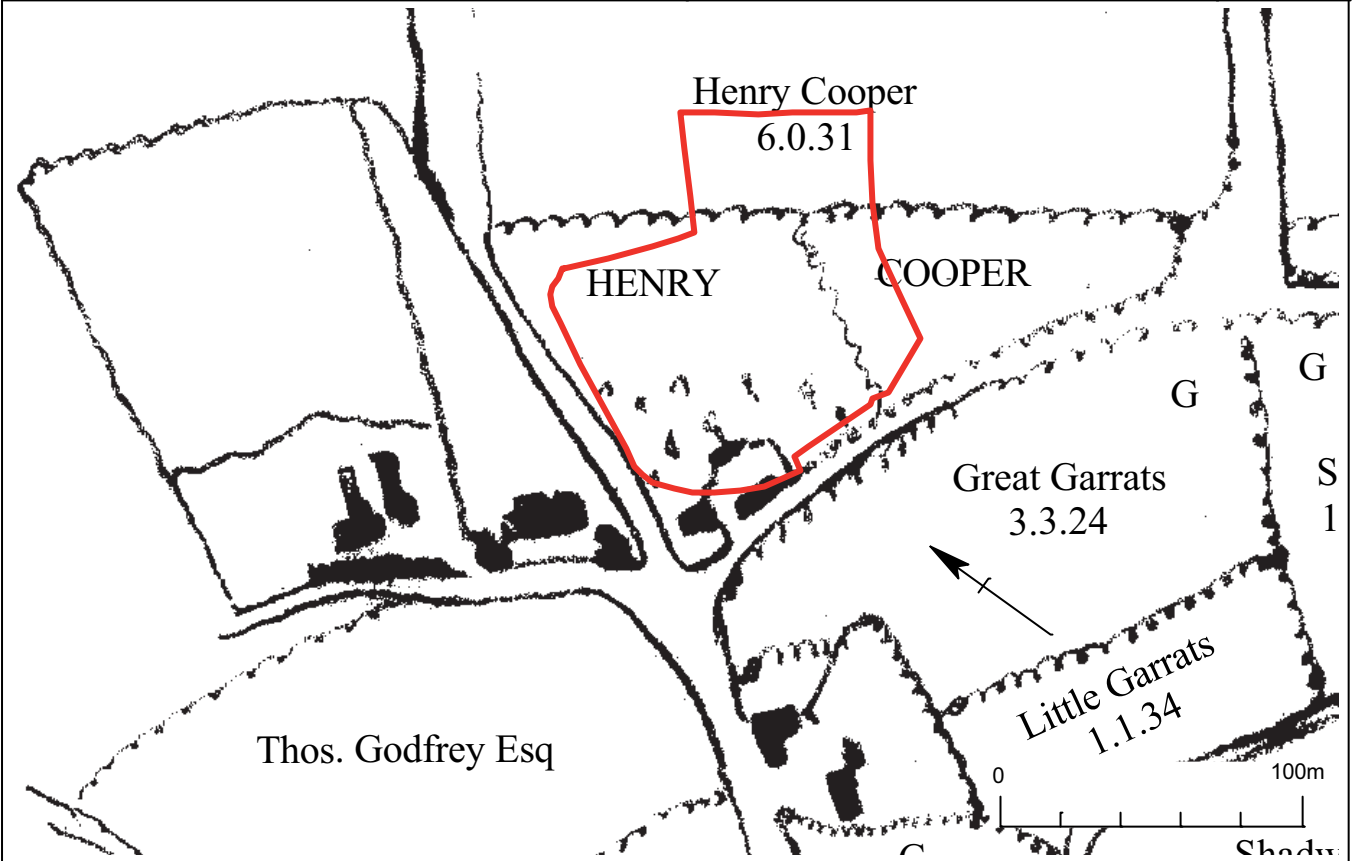 Henry Cooper
6.0.31
HENRY COOPER
G
G
Great Garrats
3.3.24
S
1
Little Garrats
1.1.34
Thos. Godfrey Esq
0 100m